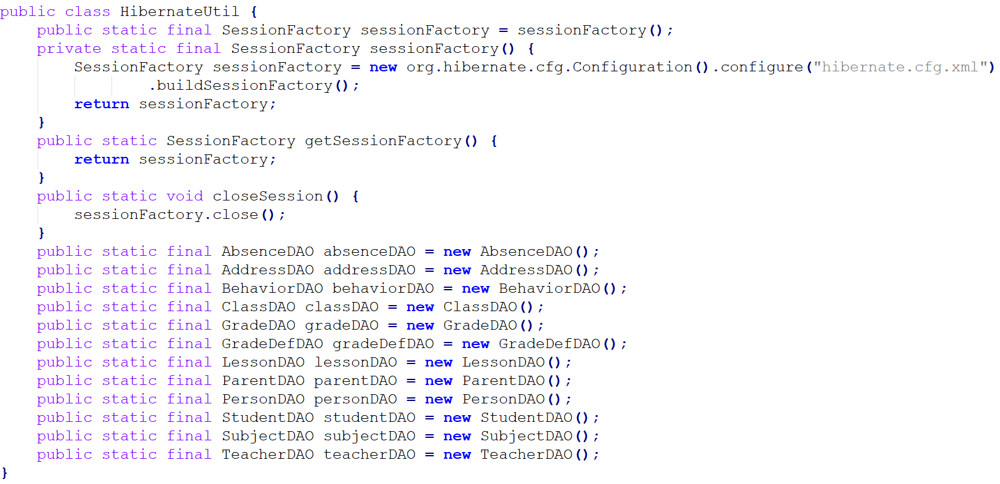 public class HibernateUtil {
    public static final SessionFactory sessionFactory = sessionFactory();
    private static final SessionFactory sessionFactory() {
        SessionFactory sessionFactory = new org.hibernate.cfg.Configuration().configure("hibernate.cfg.xml")
                .buildSessionFactory();
        return sessionFactory;
    }
    public static SessionFactory getSessionFactory() {
        return sessionFactory;
    }
    public static void closeSession() {
        sessionFactory.close();
    }
    public static final AbsenceDAO absenceDAO = new AbsenceDAO();
    public static final AddressDAO addressDAO = new AddressDAO();
    public static final BehaviorDAO behaviorDAO = new BehaviorDAO();
    public static final ClassDAO classDAO = new ClassDAO();
    public static final GradeDAO gradeDAO = new GradeDAO();
    public static final GradeDefDAO gradeDefDAO = new GradeDefDAO();
    public static final LessonDAO lessonDAO = new LessonDAO();
    public static final ParentDAO parentDAO = new ParentDAO();
    public static final PersonDAO personDAO = new PersonDAO();
    public static final StudentDAO studentDAO = new StudentDAO();
    public static final SubjectDAO subjectDAO = new SubjectDAO();
    public static final TeacherDAO teacherDAO = new TeacherDAO();
}